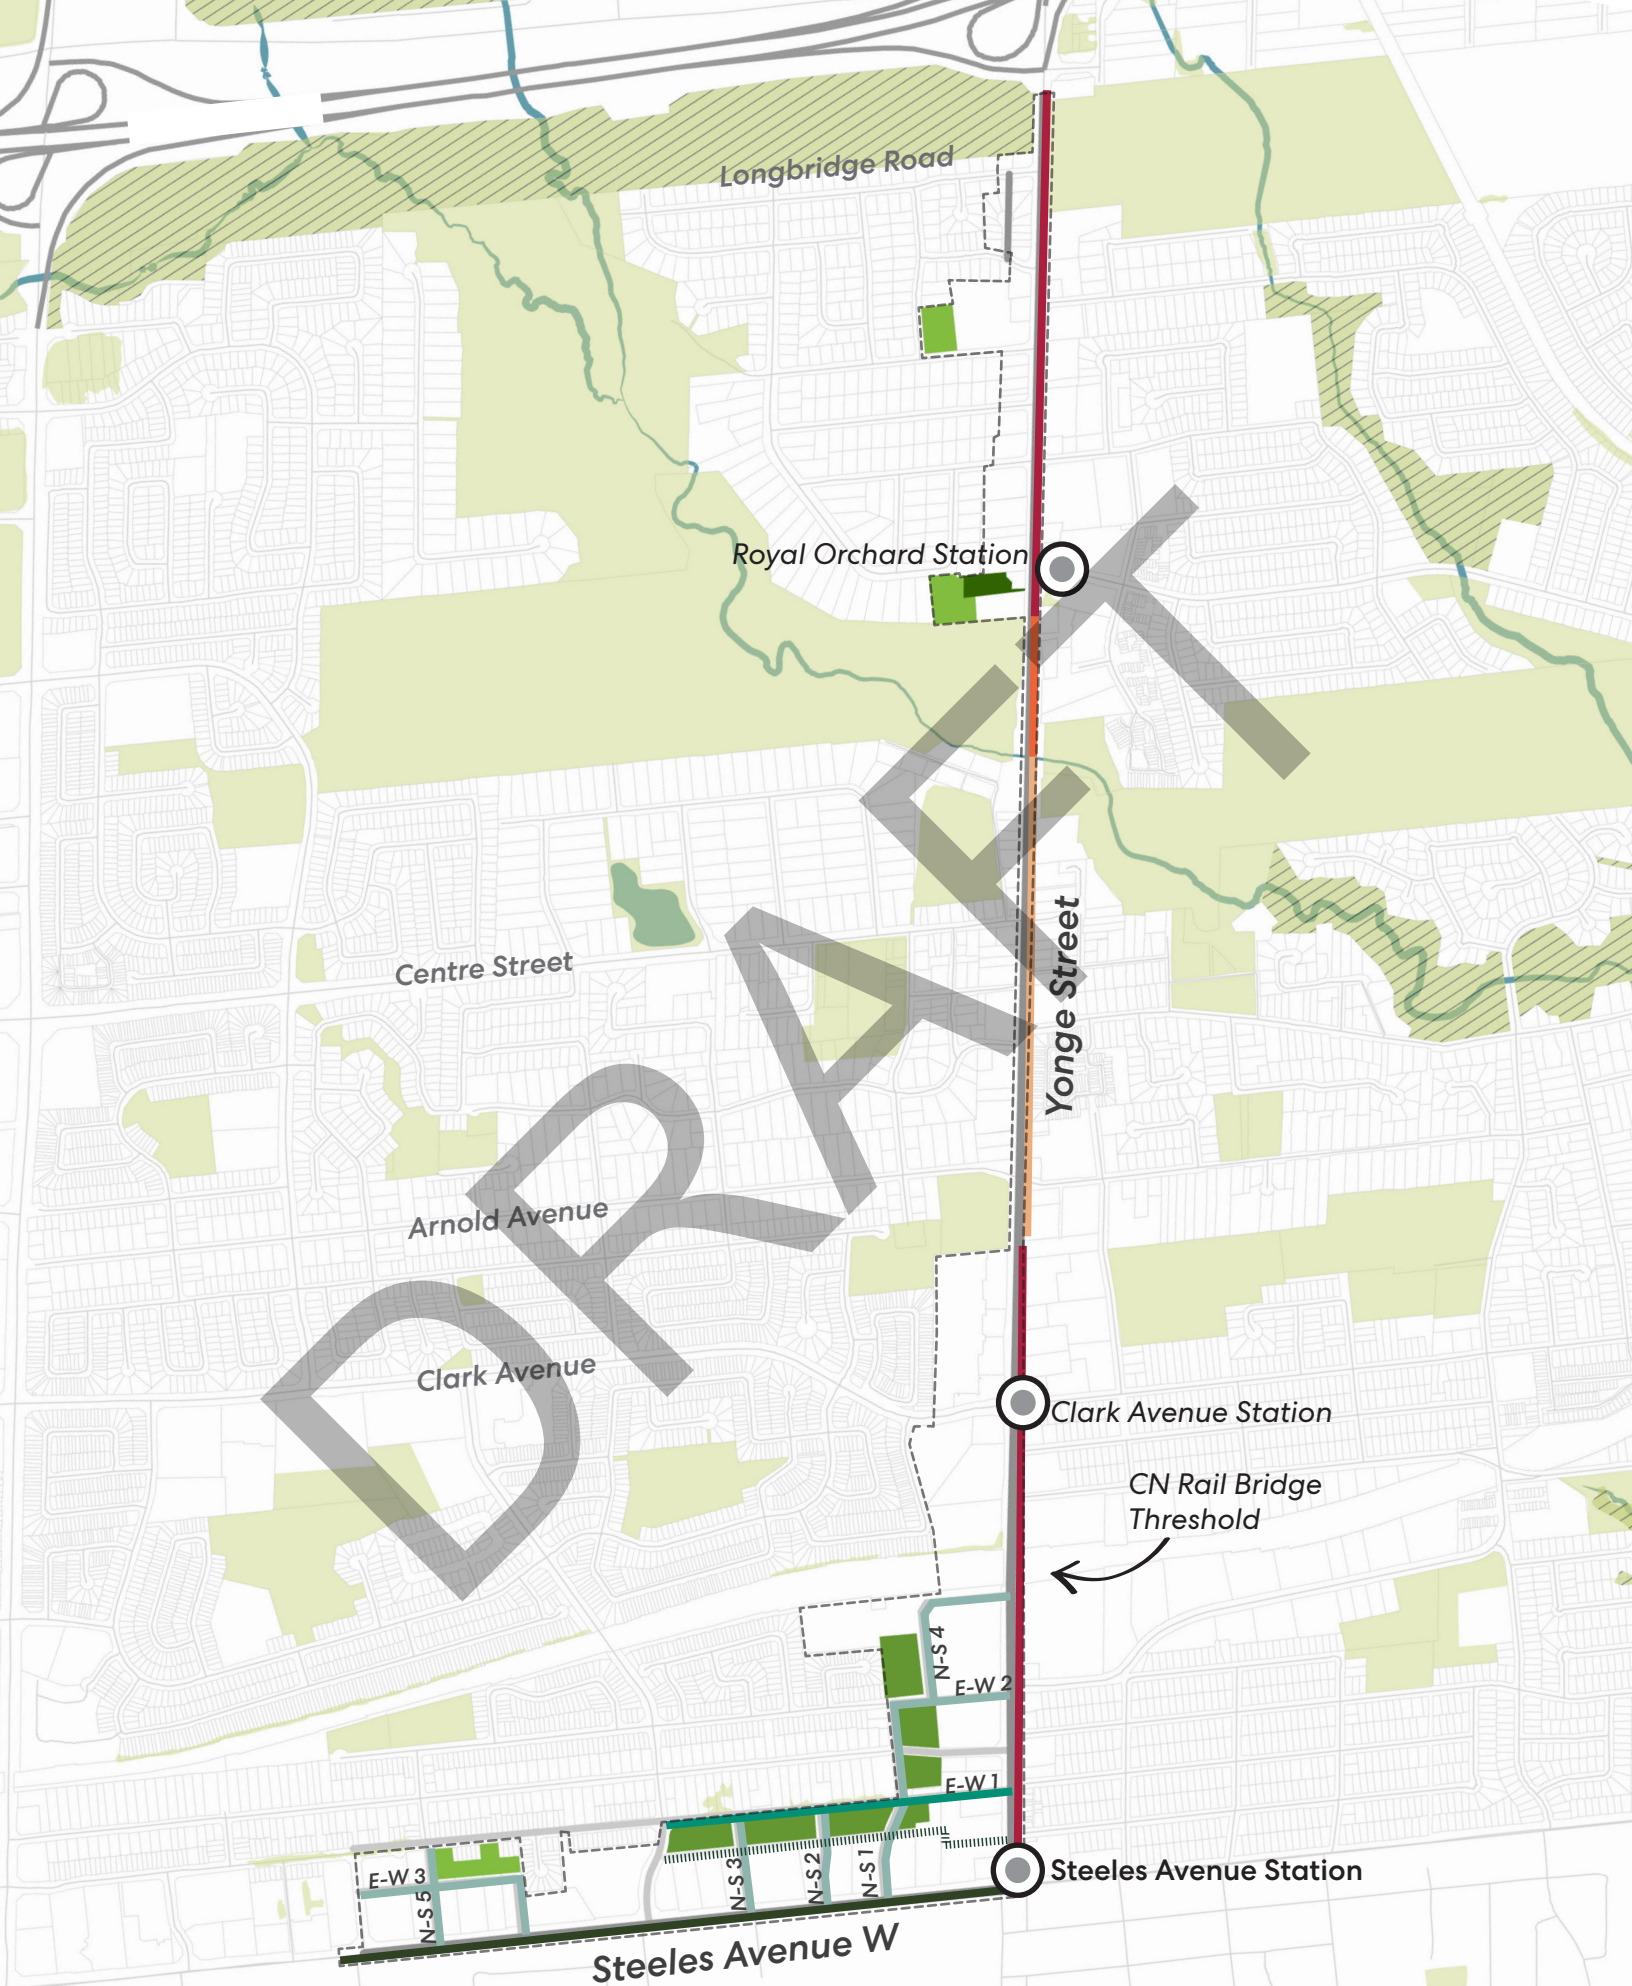 Longbridge Road
Royal Orchard Station
Yonge Street
Centre Street
DRAFT
Arnold Avenue
Clark Avenue
Clark Avenue Station
CN Rail Bridge
Threshold
N-S 4
E-W 2
E-W 1
E-W 3
N-S 5
N-S 3
N-S 2
N-S 1
Steeles Avenue Station
Steeles Avenue W